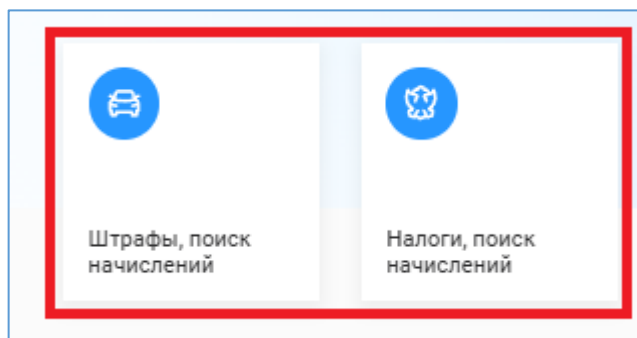 Штрафы, поиск
начислений
Налоги, поиск
начислений